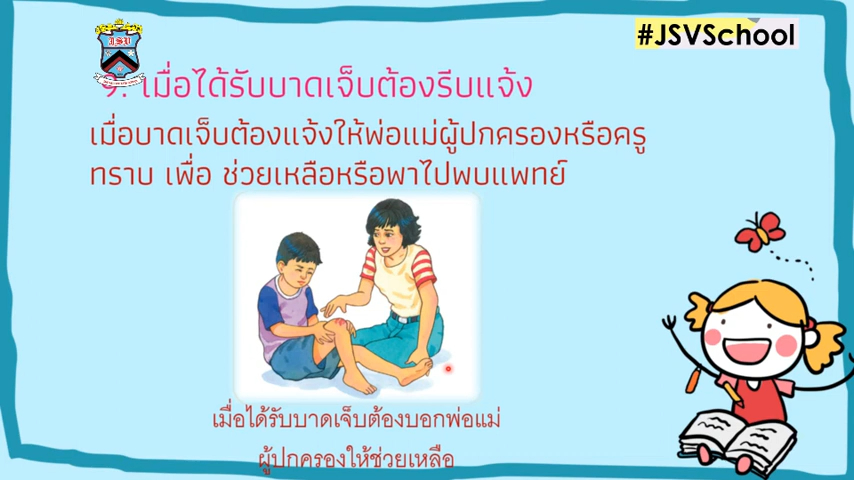 #JSVSchool
JSV
9. เมื่อได้รับบาดเจ็บต้องรีบแจ้ง
เมื่อบาดเจ็บต้องแจ้งให้พ่อแม่ผู้ปกครองหรือครู
ทราบ เพื่อ ช่วยเหลือหรือพาไปพบแพทย์
เมื่อได้รับบาดเจ็บต้องบอกพ่อแม่
ผู้ปกครองให้ช่วยเหลือ